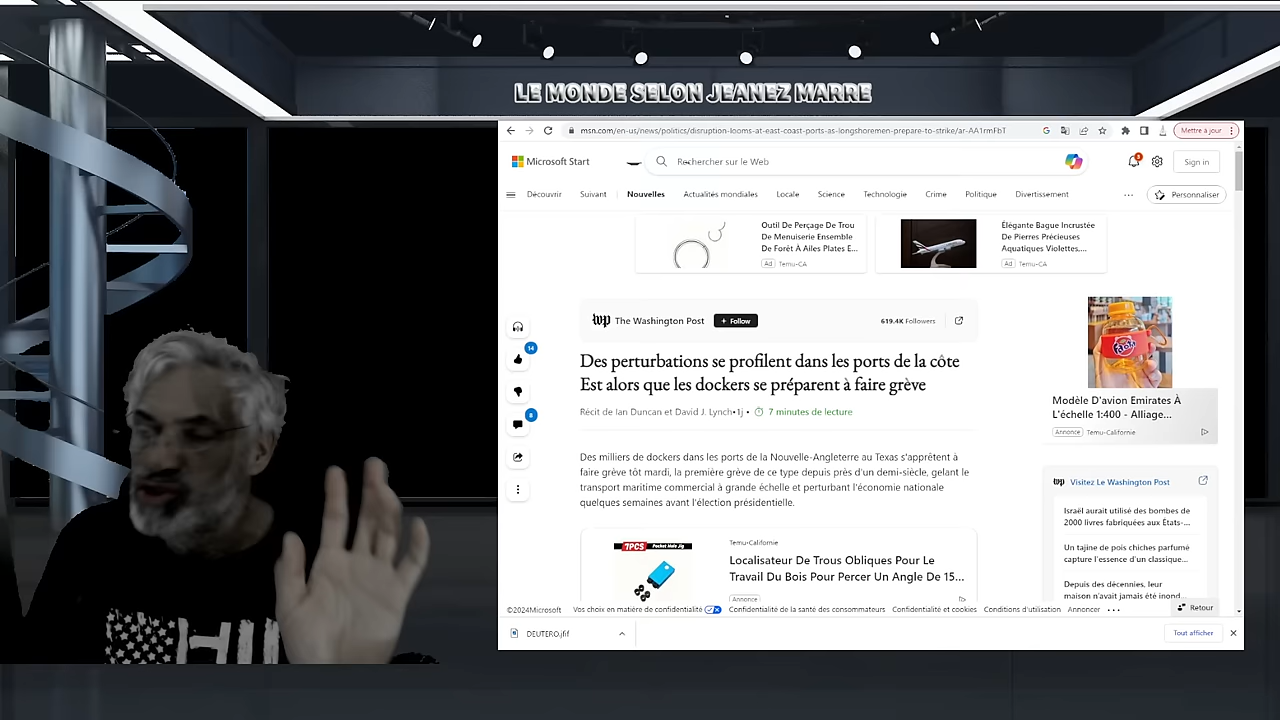 LE MONDE SELON JEANEZ MARRE
msn.com/en-us/news/politics/disruption-looms-at-east-coast-ports-as-longshoremen-prepare-to-strike/ar-AA1rmFbT
Mettre à jour
Microsoft Start
Rechercher sur le Web
3
Sign in
Découvrir
Suivant
Nouvelles
Actualités mondiales
Locale
Science
Technologie
Crime
Politique
Divertissement
Personnaliser
Outil De Perçage De Trou
De Menuiserie Ensemble
De Forêt À Ailes Plates E...
Ad Temu-CA
Élégante Bague Incrustée
De Pierres Précieuses
Aquatiques Violettes,...
Ad Temu-CA
wp The Washington Post
+ Follow
619.4K Followers
14
8
Des perturbations se profilent dans les ports de la côte
Est alors que les dockers se préparent à faire grève
Récit de Ian Duncan et David J. Lynch•1j • 7 minutes de lecture
Des milliers de dockers dans les ports de la Nouvelle-Angleterre au Texas s'apprêtent à
faire grève tôt mardi, la première grève de ce type depuis près d'un demi-siècle, gelant le
transport maritime commercial à grande échelle et perturbant l'économie nationale
quelques semaines avant l'élection présidentielle.
7PCS Pocket Hole Jig
Temu-Californie
Localisateur De Trous Obliques Pour Le
Travail Du Bois Pour Percer Un Angle De 15...
Annonce
Modèle D'avion Emirates À
L'échelle 1:400 - Alliage...
Annonce Temu-Californie
wp Visitez Le Washington Post
Israël aurait utilisé des bombes de
2000 livres fabriquées aux États-...
Un tajine de pois chiches parfumé
capture l'essence d'un classique...
Depuis des décennies, leur
maison n'avait jamais été inond...
Retour
©2024Microsoft
Vos choix en matière de confidentialité
Confidentialité de la santé des consommateurs
Confidentialité et cookies
Conditions d'utilisation
Annoncer
DEUTERO.jfif
Tout afficher